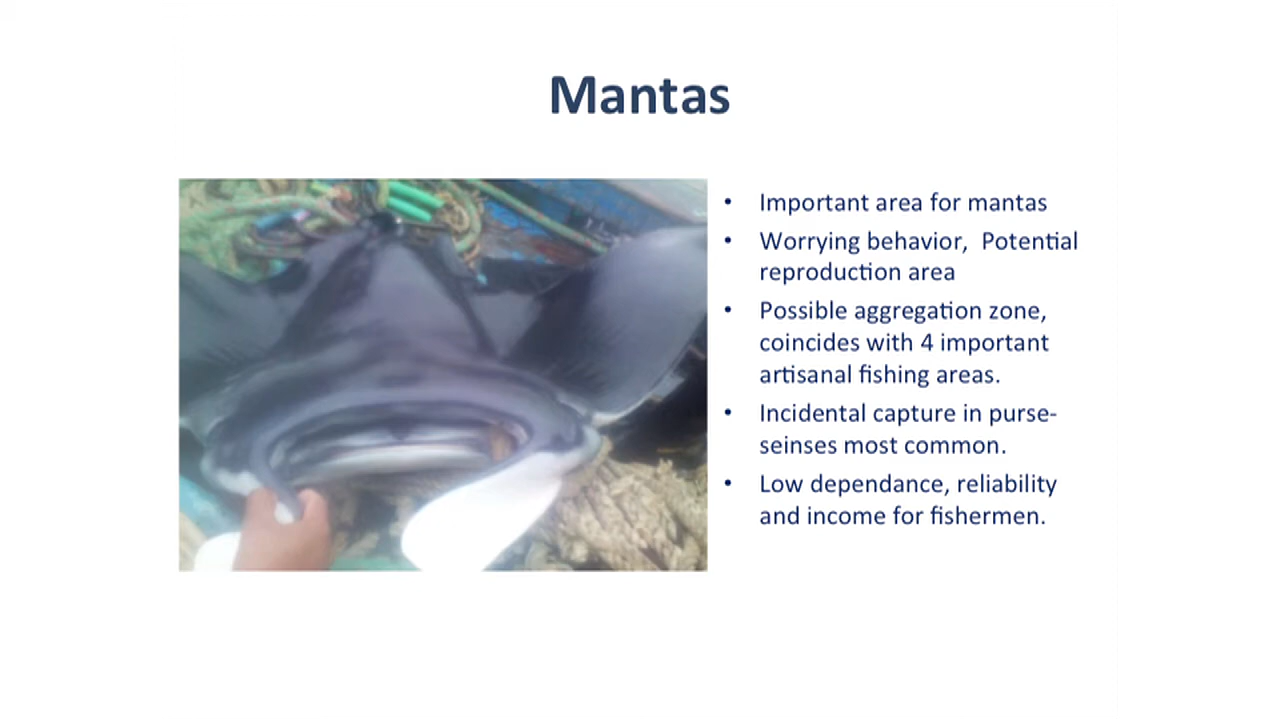 Mantas
• Important area for mantas
• Worrying behavior,  Potential
reproduction area
• Possible aggregation zone,
coincides with 4 important
artisanal fishing areas.
• Incidental capture in purse-
seinses most common.
• Low dependance, reliability
and income for fishermen.